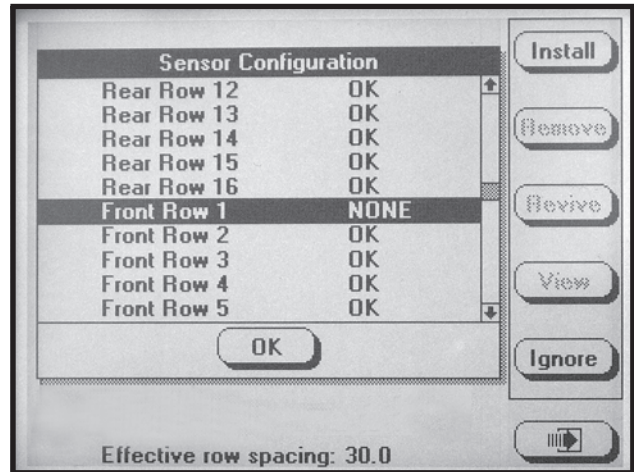 Sensor Configuration
Rear Row 12 OK
Rear Row 13 OK
Rear Row 14 OK
Rear Row 15 OK
Rear Row 16 OK
Front Row 1 NONE
Front Row 2 OK
Front Row 3 OK
Front Row 4 OK
Front Row 5 OK
OK
Effective row spacing: 30.0
Install
Remove
Revive
View
Ignore